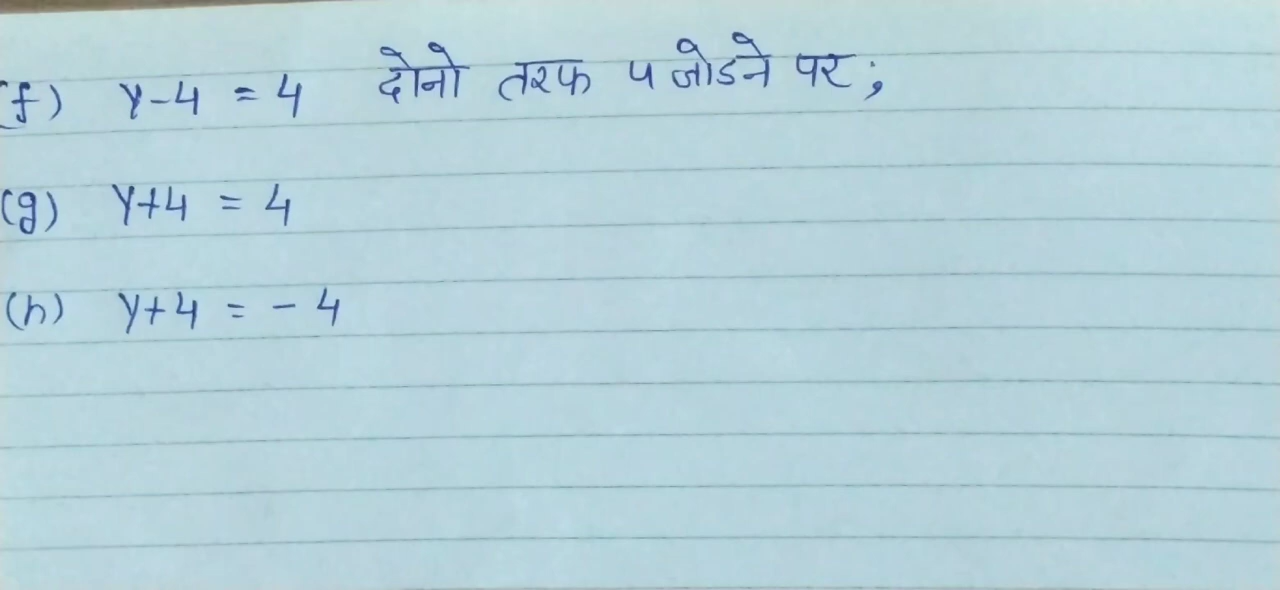 (f) y-4 = 4 दोनो तरफ 4 जोडने पर;
(g) y+4 = 4
(h) y+4 = - 4